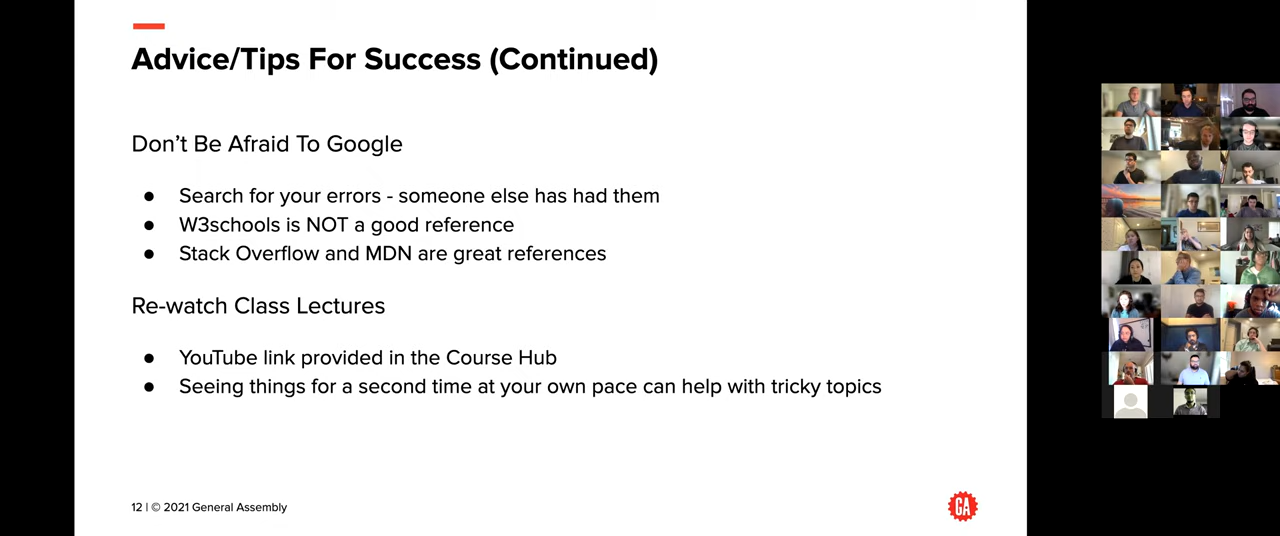 Advice/Tips For Success (Continued)
Don't Be Afraid To Google
● Search for your errors - someone else has had them
● W3schools is NOT a good reference
● Stack Overflow and MDN are great references
Re-watch Class Lectures
● YouTube link provided in the Course Hub
● Seeing things for a second time at your own pace can help with tricky topics
12 | © 2021 General Assembly
GA